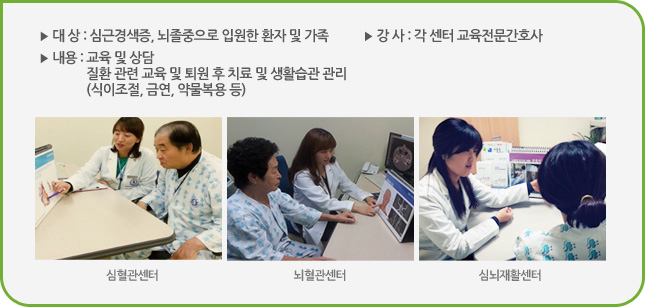 ▶ 대 상 : 심근경색증, 뇌졸중으로 입원한 환자 및 가족
▶ 강 사 : 각 센터 교육전문간호사
▶ 내용 : 교육 및 상담
질환 관련 교육 및 퇴원 후 치료 및 생활습관 관리
(식이조절, 금연, 약물복용 등)
심혈관센터
뇌혈관센터
심뇌재활센터